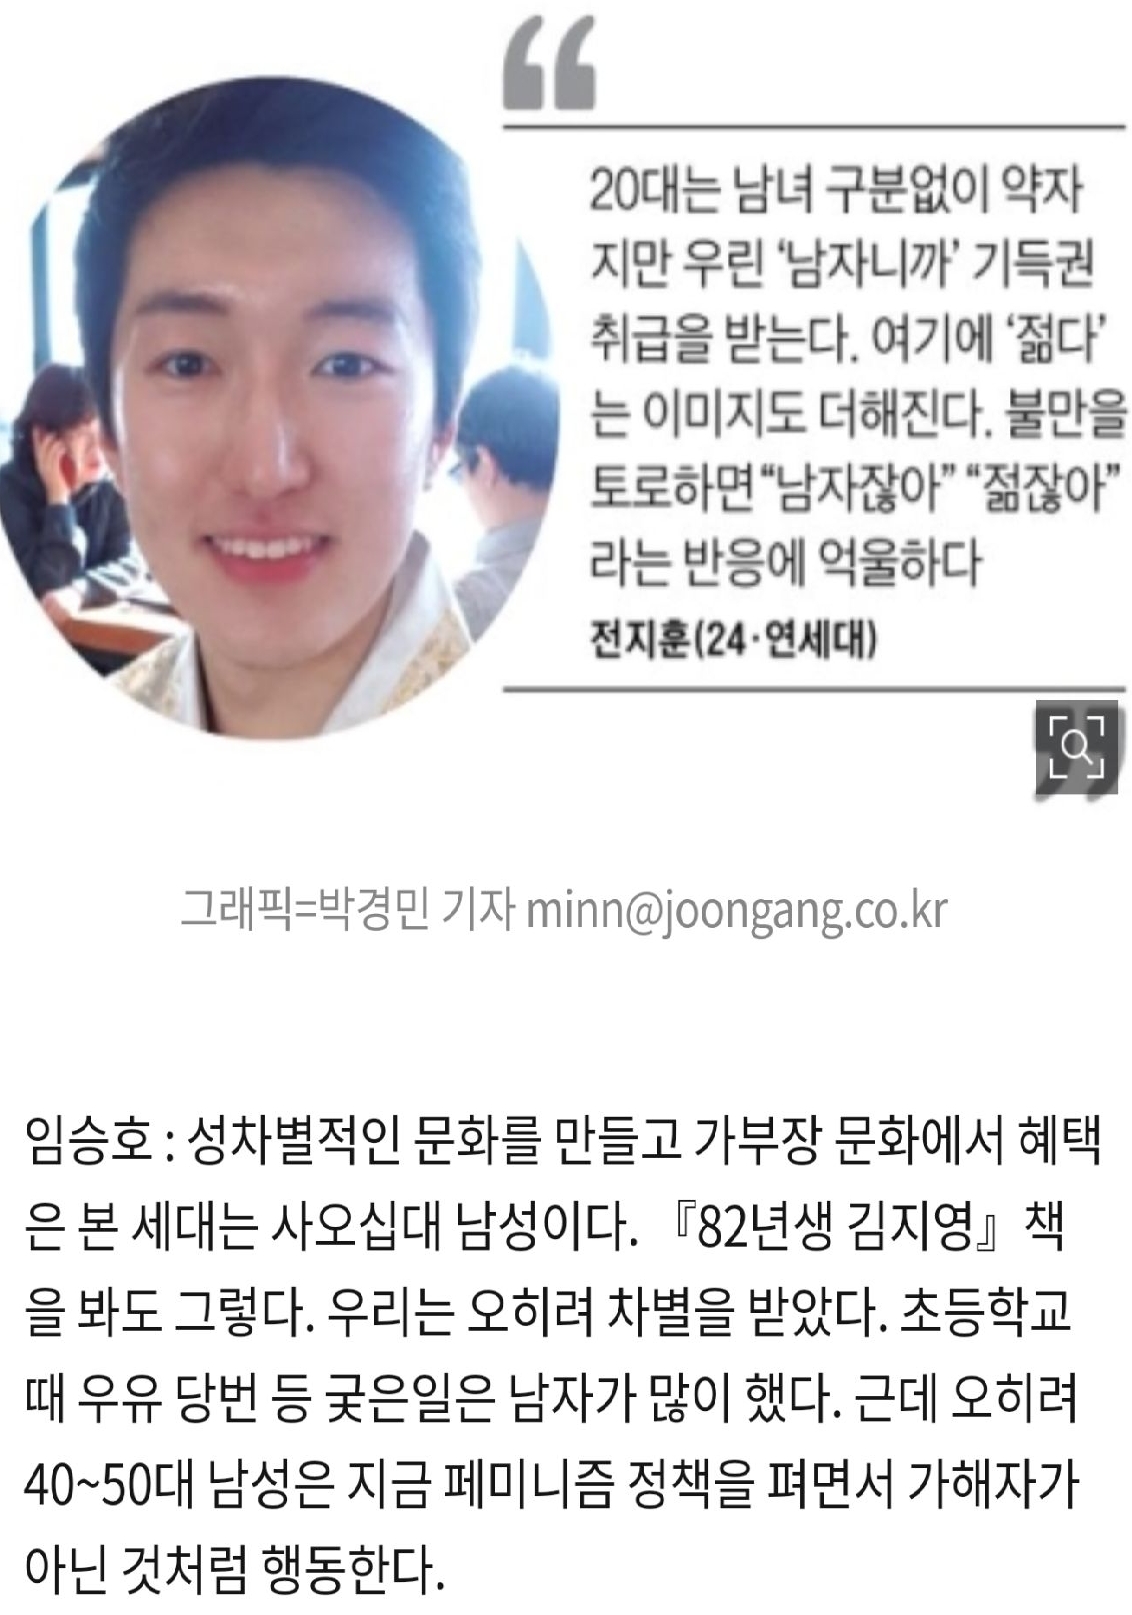 “
20대는 남녀 구분없이 약자
지만 우린 ‘남자니까’ 기득권
취급을 받는다. 여기에 ‘젊다’
는 이미지도 더해진다. 불만을
토로하면 “남자잖아” “젊잖아”
라는 반응에 억울하다
전지훈(24·연세대)
”
그래픽=박경민 기자 minn@joongang.co.kr
임승호 : 성차별적인 문화를 만들고 가부장 문화에서 혜택
은 본 세대는 사오십대 남성이다. 『82년생 김지영』 책
을 봐도 그렇다. 우리는 오히려 차별을 받았다. 초등학교
때 우유 당번 등 궂은일은 남자가 많이 했다. 근데 오히려
40~50대 남성은 지금 페미니즘 정책을 펴면서 가해자가
아닌 것처럼 행동한다.